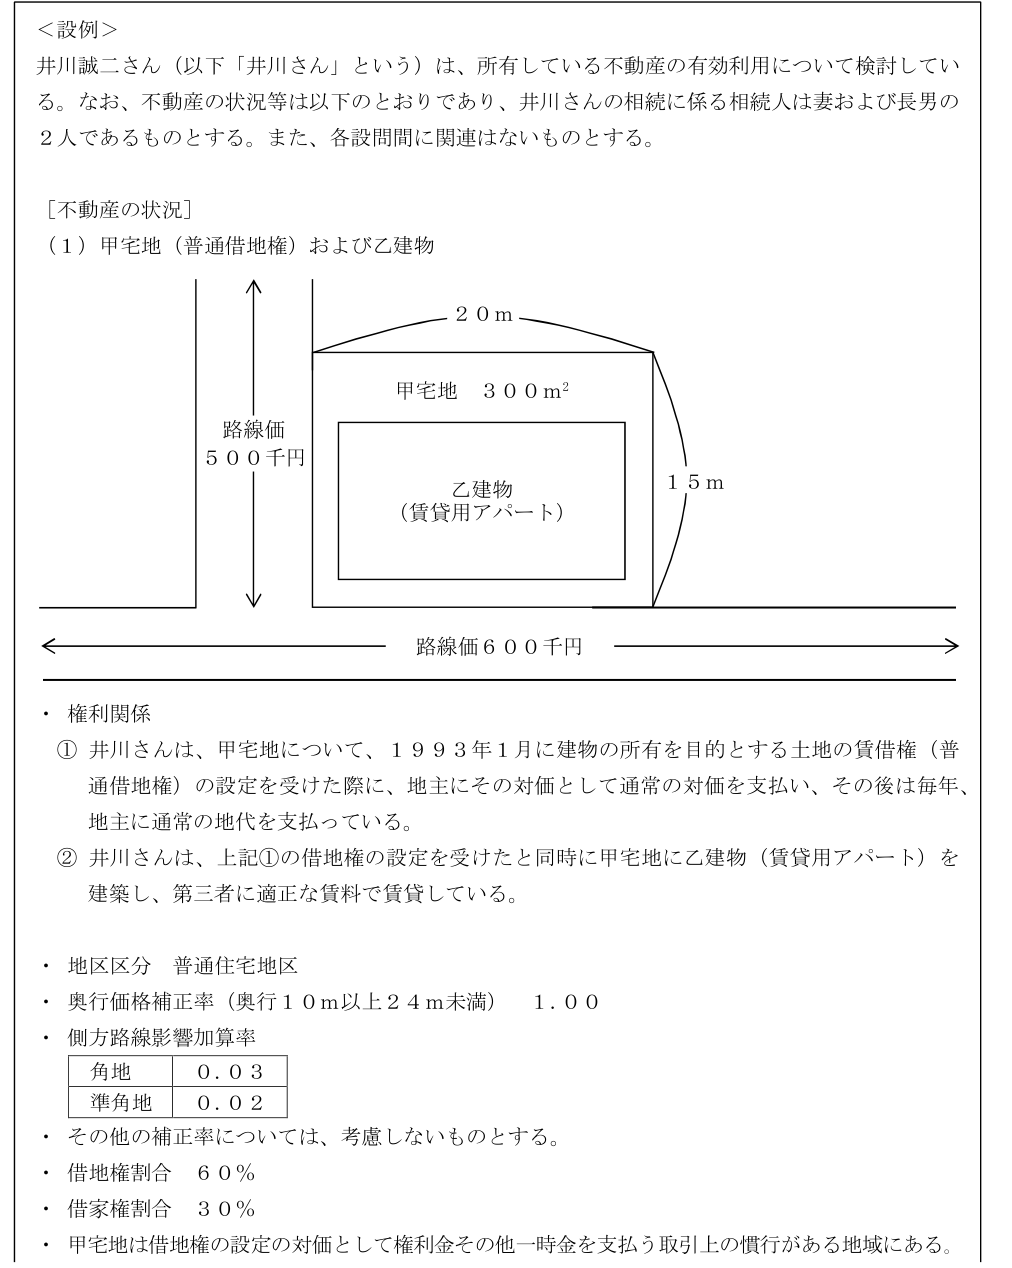 ＜設例＞
井川誠二さん（以下「井川さん」という）は、所有している不動産の有効利用について検討してい
る。なお、不動産の状況等は以下のとおりであり、井川さんの相続に係る相続人は妻および長男の
２人であるものとする。また、各設問間に関連はないものとする。
［不動産の状況］
（１）甲宅地（普通借地権）および乙建物
２０ｍ
甲宅地　３００ｍ²
路線価
５００千円
乙建物
（賃貸用アパート）
１５ｍ
路線価６００千円
・ 権利関係
① 井川さんは、甲宅地について、１９９３年１月に建物の所有を目的とする土地の賃借権（普
通借地権）の設定を受けた際に、地主にその対価として通常の対価を支払い、その後は毎年、
地主に通常の地代を支払っている。
② 井川さんは、上記①の借地権の設定を受けたと同時に甲宅地に乙建物（賃貸用アパート）を
建築し、第三者に適正な賃料で賃貸している。
・ 地区区分　普通住宅地区
・ 奥行価格補正率（奥行１０ｍ以上２４ｍ未満）　１.００
・ 側方路線影響加算率
角地　０.０３
準角地　０.０２
・ その他の補正率については、考慮しないものとする。
・ 借地権割合　６０％
・ 借家権割合　３０％
・ 甲宅地は借地権の設定の対価として権利金その他一時金を支払う取引上の慣行がある地域にある。